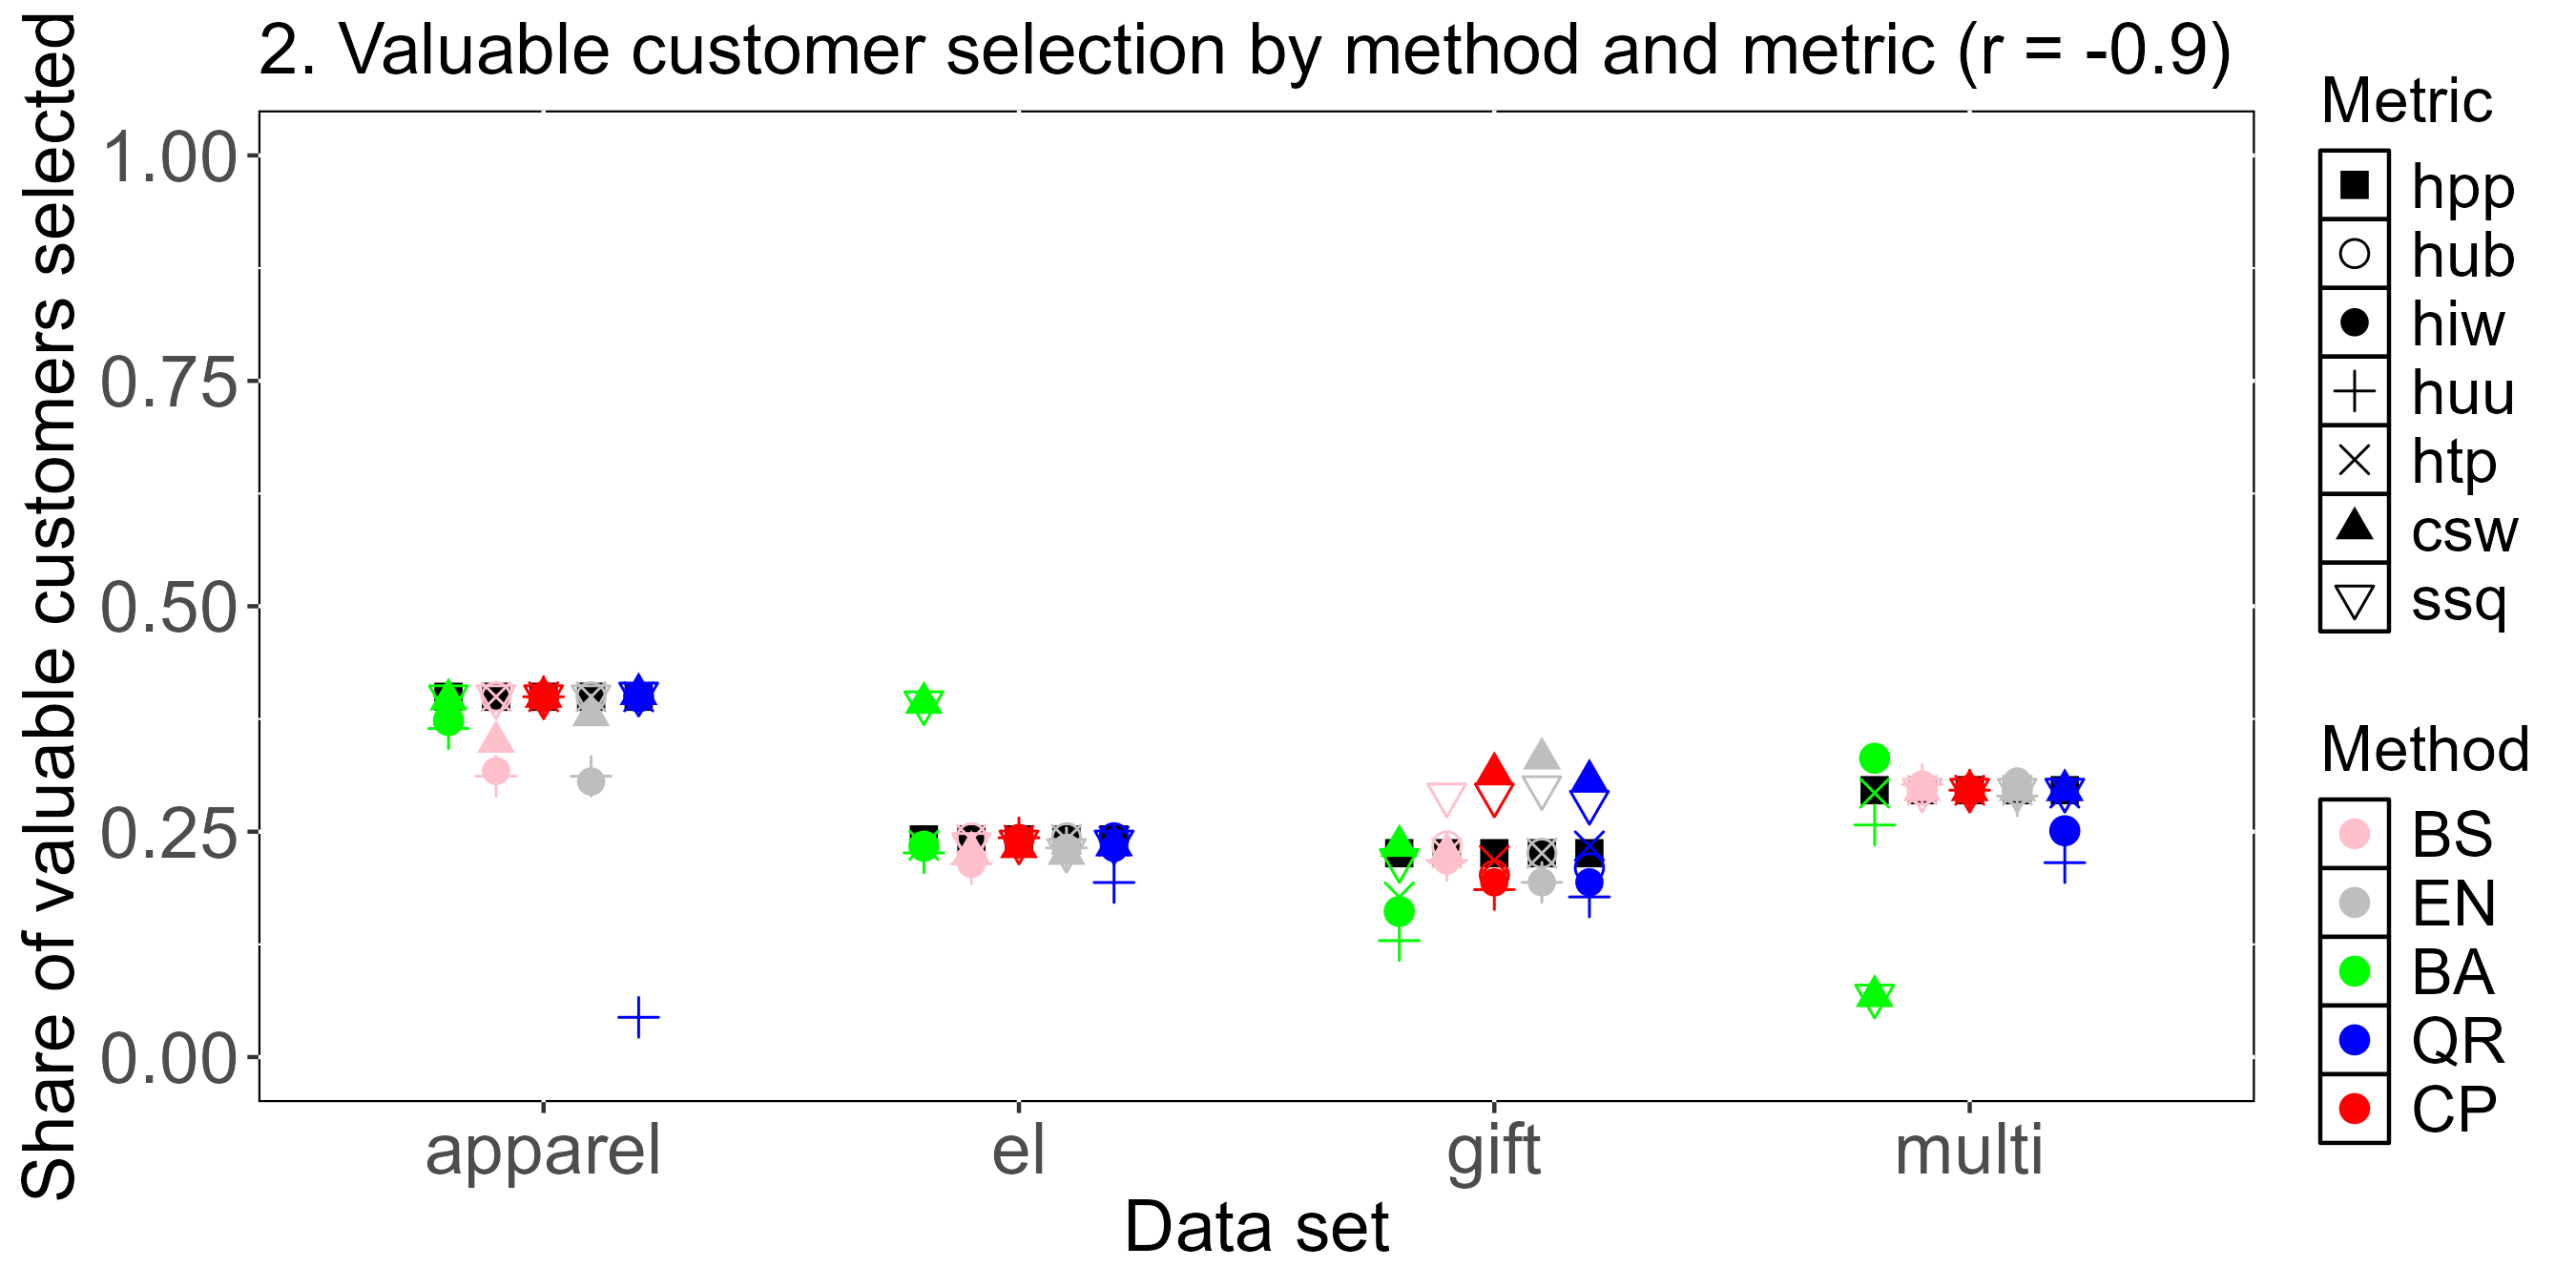 2. Valuable customer selection by method and metric (r = -0.9)
Share of valuable customers selected
1.00
0.75
0.50
0.25
0.00
apparel
el
gift
multi
Data set
Metric
hpp
hub
hiw
huu
htp
csw
ssq
Method
BS
EN
BA
QR
CP